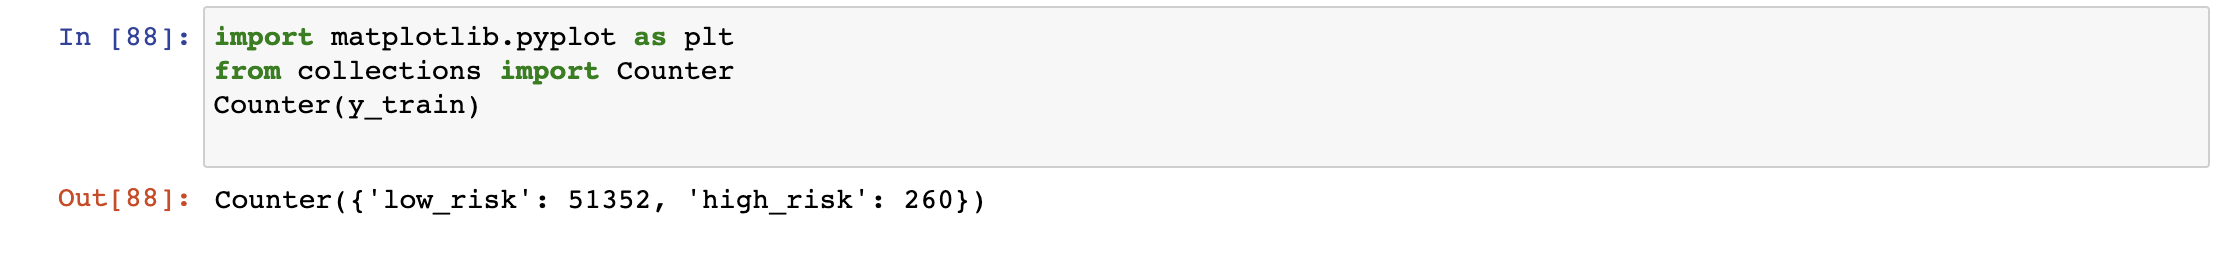 In [88]: import matplotlib.pyplot as plt
from collections import Counter
Counter(y_train)
Out[88]: Counter({'low_risk': 51352, 'high_risk': 260})